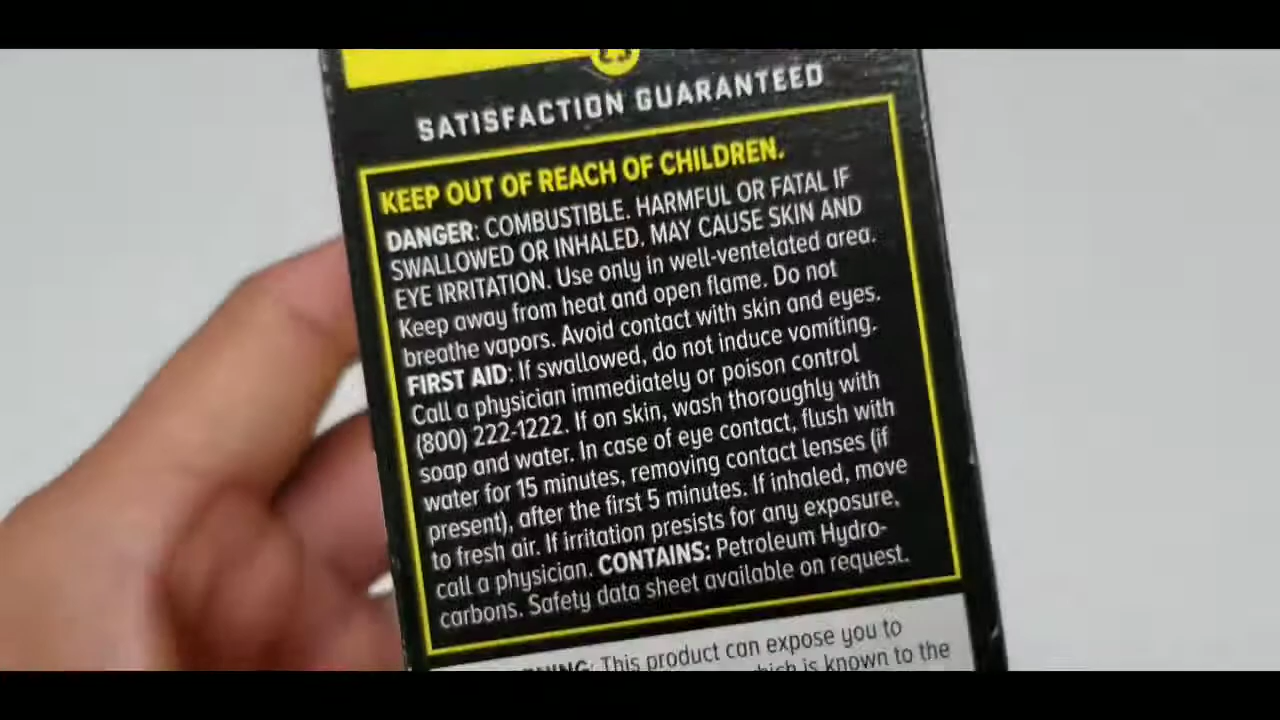 SATISFACTION GUARANTEED
KEEP OUT OF REACH OF CHILDREN.
DANGER: COMBUSTIBLE. HARMFUL OR FATAL IF
SWALLOWED OR INHALED. MAY CAUSE SKIN AND
EYE IRRITATION. Use only in well-ventelated area.
Keep away from heat and open flame. Do not
breathe vapors. Avoid contact with skin and eyes.
FIRST AID: If swallowed, do not induce vomiting.
Call a physician immediately or poison control
(800) 222-1222. If on skin, wash thoroughly with
soap and water. In case of eye contact, flush with
water for 15 minutes, removing contact lenses (if
present), after the first 5 minutes. If inhaled, move
to fresh air. If irritation presists for any exposure,
call a physician. CONTAINS: Petroleum Hydro-
carbons. Safety data sheet available on request.
This product can expose you to
is known to the